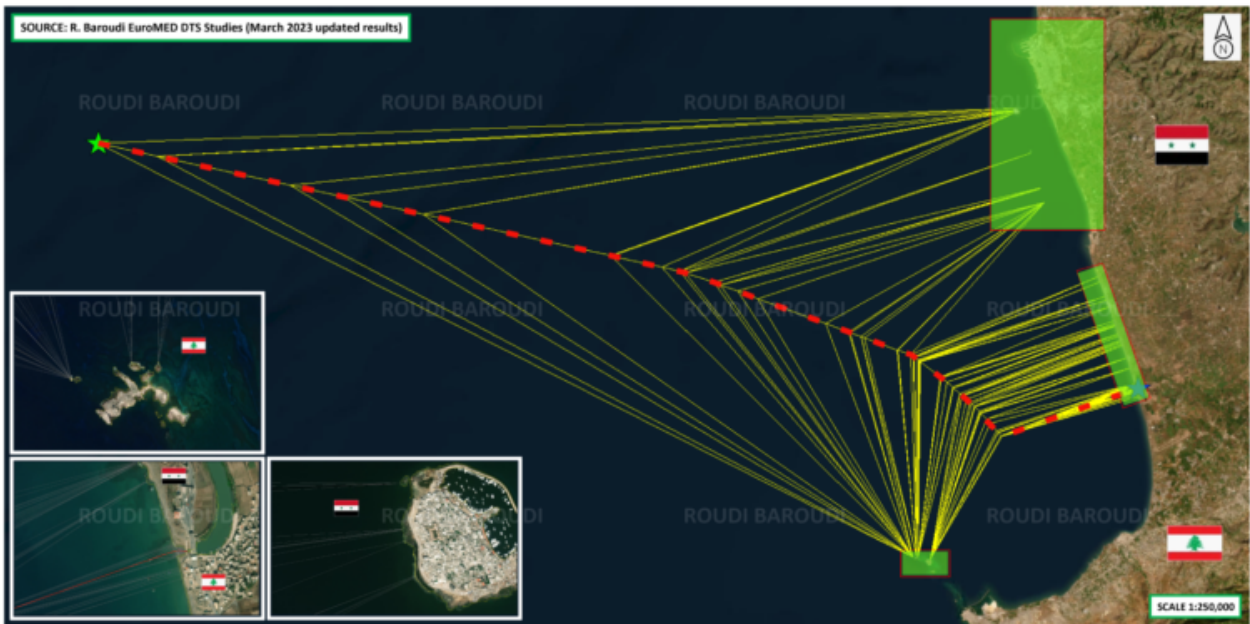 SOURCE: R. Baroudi EuroMED DTS Studies (March 2023 updated results)
N
ROUDI BAROUDI ROUDI BAROUDI ROUDI BAROUDI ROUDI BAROUDI
ROUDI BAROUDI ROUDI BAROUDI ROUDI BAROUDI ROUDI BAROUDI
ROUDI BAROUDI ROUDI BAROUDI ROUDI BAROUDI ROUDI BAROUDI
SCALE 1:250,000